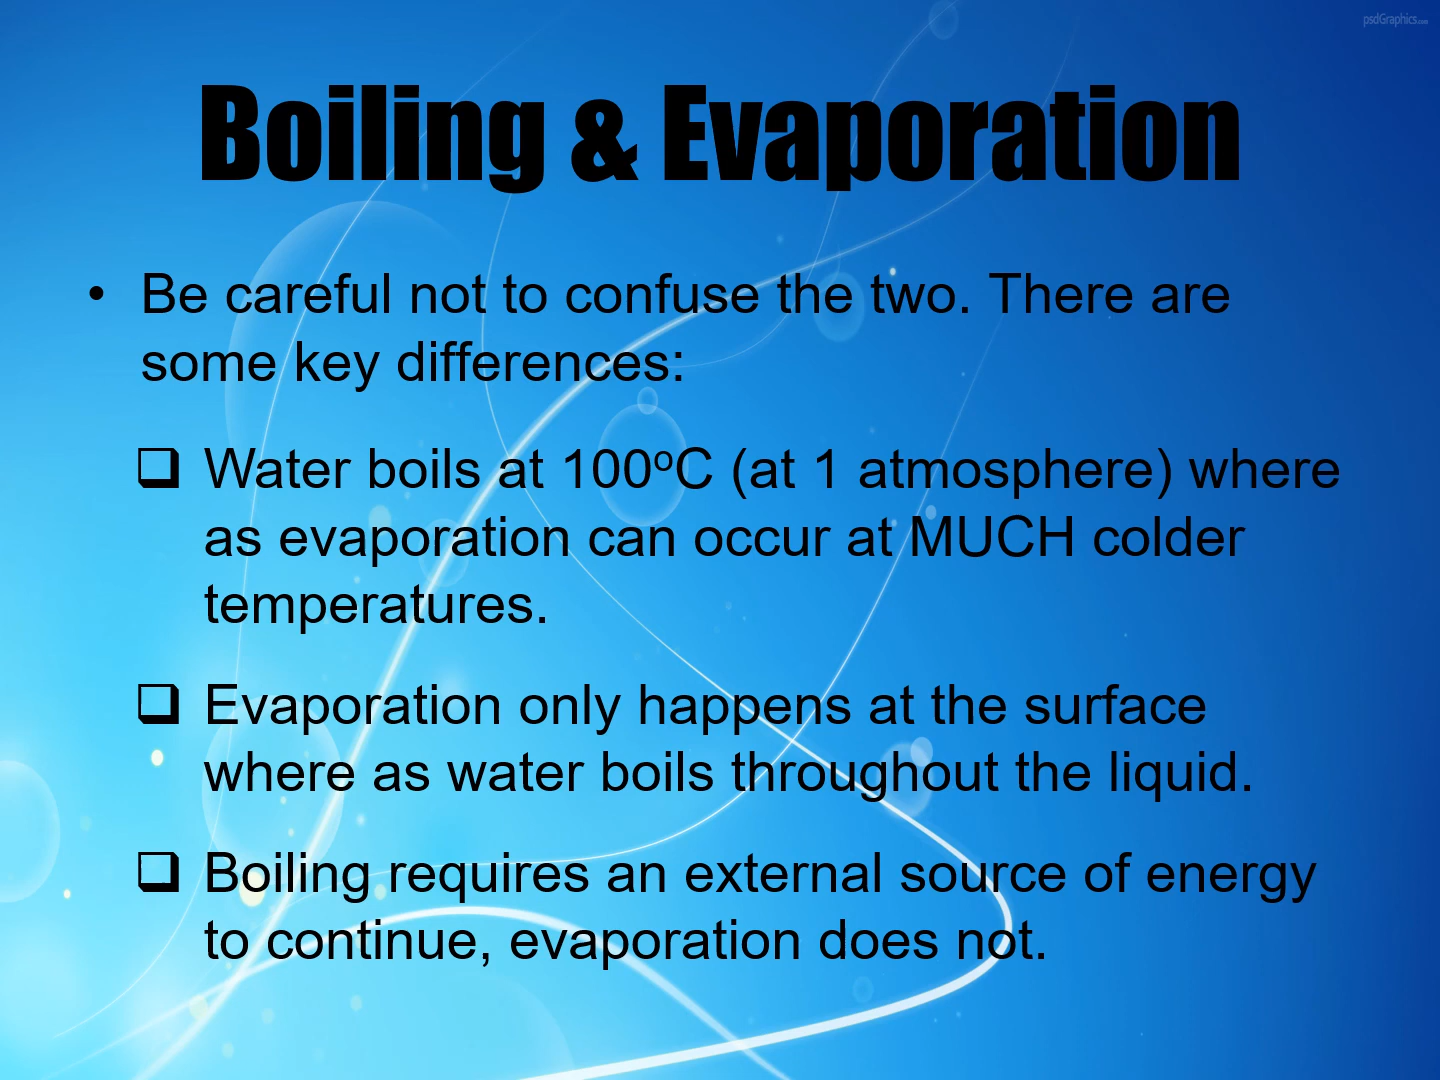 psdGraphics.com
Boiling & Evaporation
• Be careful not to confuse the two. There are
some key differences:
❑ Water boils at 100ºC (at 1 atmosphere) where
as evaporation can occur at MUCH colder
temperatures.
❑ Evaporation only happens at the surface
where as water boils throughout the liquid.
❑ Boiling requires an external source of energy
to continue, evaporation does not.